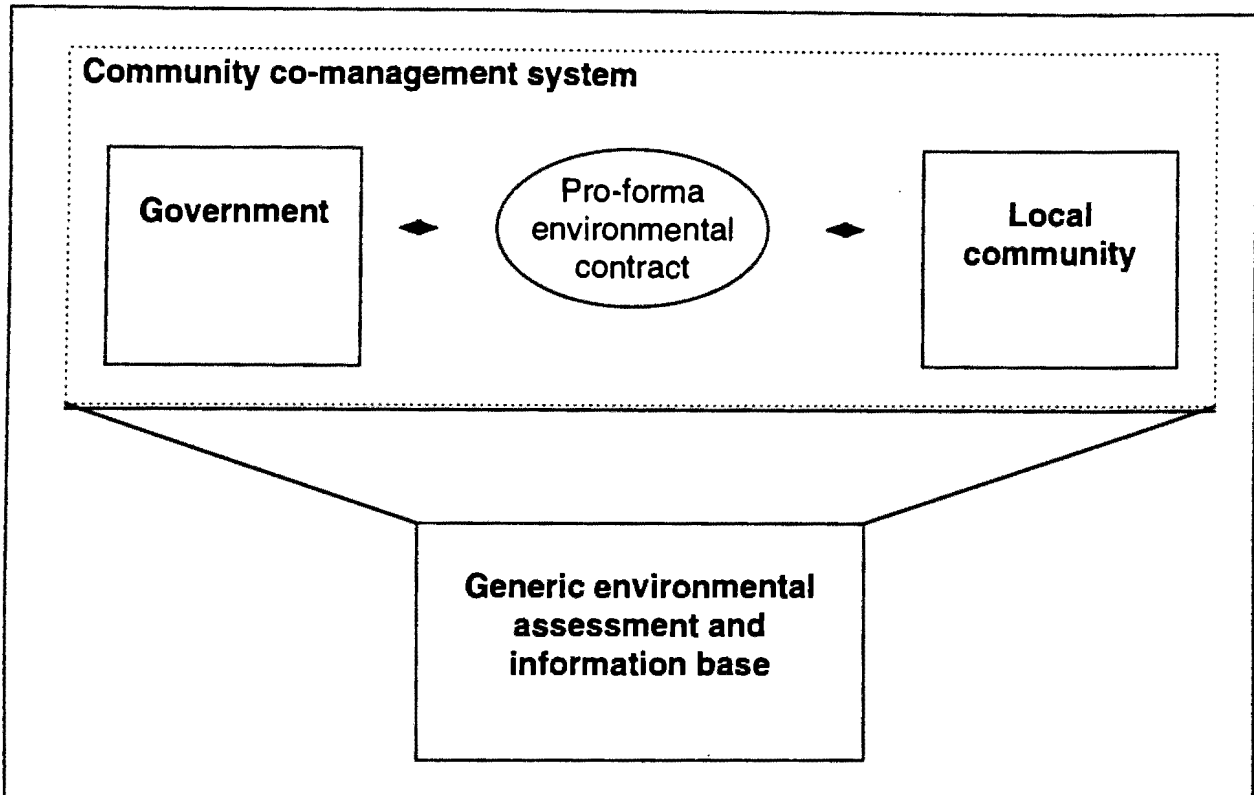 Community co-management system
Government
Pro-forma
environmental
contract
Local
community
Generic environmental
assessment and
information base